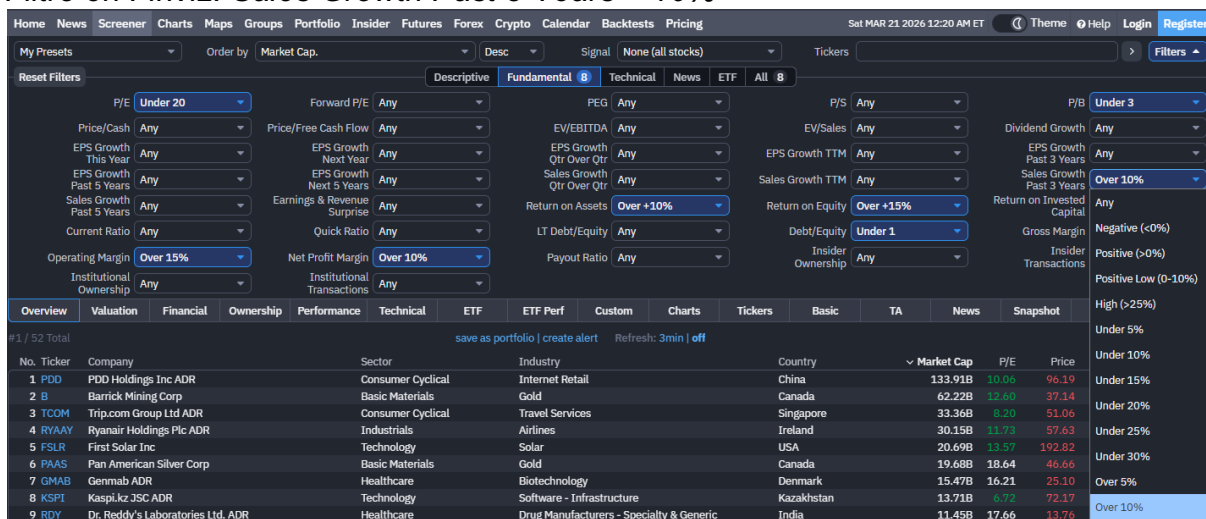 Filtre on Finviz: Sales Growth Past 3 Years > 10%
Home News Screener Charts Maps Groups Portfolio Insider Futures Forex Crypto Calendar Backtests Pricing Sat MAR 21 2026 12:20 AM ET Theme Help Login Register
My Presets Order by Market Cap. Desc Signal None (all stocks) Tickers > Filters
Reset Filters Descriptive Fundamental 8 Technical News ETF All 8
P/E Under 20 Forward P/E Any PEG Any P/S Any P/B Under 3
Price/Cash Any Price/Free Cash Flow Any EV/EBITDA Any EV/Sales Any Dividend Growth Any
EPS Growth This Year Any EPS Growth Next Year Any EPS Growth Qtr Over Qtr Any EPS Growth TTM Any EPS Growth Past 3 Years Any
EPS Growth Past 5 Years Any EPS Growth Next 5 Years Any Sales Growth Qtr Over Qtr Any Sales Growth TTM Any Sales Growth Past 3 Years Over 10%
Sales Growth Past 5 Years Any Earnings & Revenue Surprise Any Return on Assets Over +10% Return on Equity Over +15% Return on Invested Capital Any
Current Ratio Any Quick Ratio Any LT Debt/Equity Any Debt/Equity Under 1 Gross Margin Negative (<0%)
Operating Margin Over 15% Net Profit Margin Over 10% Payout Ratio Any Insider Ownership Any Insider Transactions Positive (>0%)
Institutional Ownership Any Institutional Transactions Any Positive Low (0-10%)
Overview Valuation Financial Ownership Performance Technical ETF ETF Perf Custom Charts Tickers Basic TA News Snapshot High (>25%)
#1 / 52 Total save as portfolio | create alert Refresh: 3min | off Under 5%
No. Ticker Company Sector Industry Country Market Cap P/E Price Under 10%
1 PDD PDD Holdings Inc ADR Consumer Cyclical Internet Retail China 133.91B 10.06 96.19 Under 15%
2 B Barrick Mining Corp Basic Materials Gold Canada 62.22B 12.60 37.14
3 TCOM Trip.com Group Ltd ADR Consumer Cyclical Travel Services Singapore 33.36B 8.20 51.06 Under 20%
4 RYAAY Ryanair Holdings Plc ADR Industrials Airlines Ireland 30.15B 11.73 57.63 Under 25%
5 FSLR First Solar Inc Technology Solar USA 20.69B 13.57 192.82
6 PAAS Pan American Silver Corp Basic Materials Gold Canada 19.68B 18.64 46.66 Under 30%
7 GMAB Genmab ADR Healthcare Biotechnology Denmark 15.47B 16.21 25.10 Over 5%
8 KSPI Kaspi.kz JSC ADR Technology Software - Infrastructure Kazakhstan 13.71B 6.72 72.17
9 RDY Dr. Reddy's Laboratories Ltd. ADR Healthcare Drug Manufacturers - Specialty & Generic India 11.45B 17.66 13.76 Over 10%